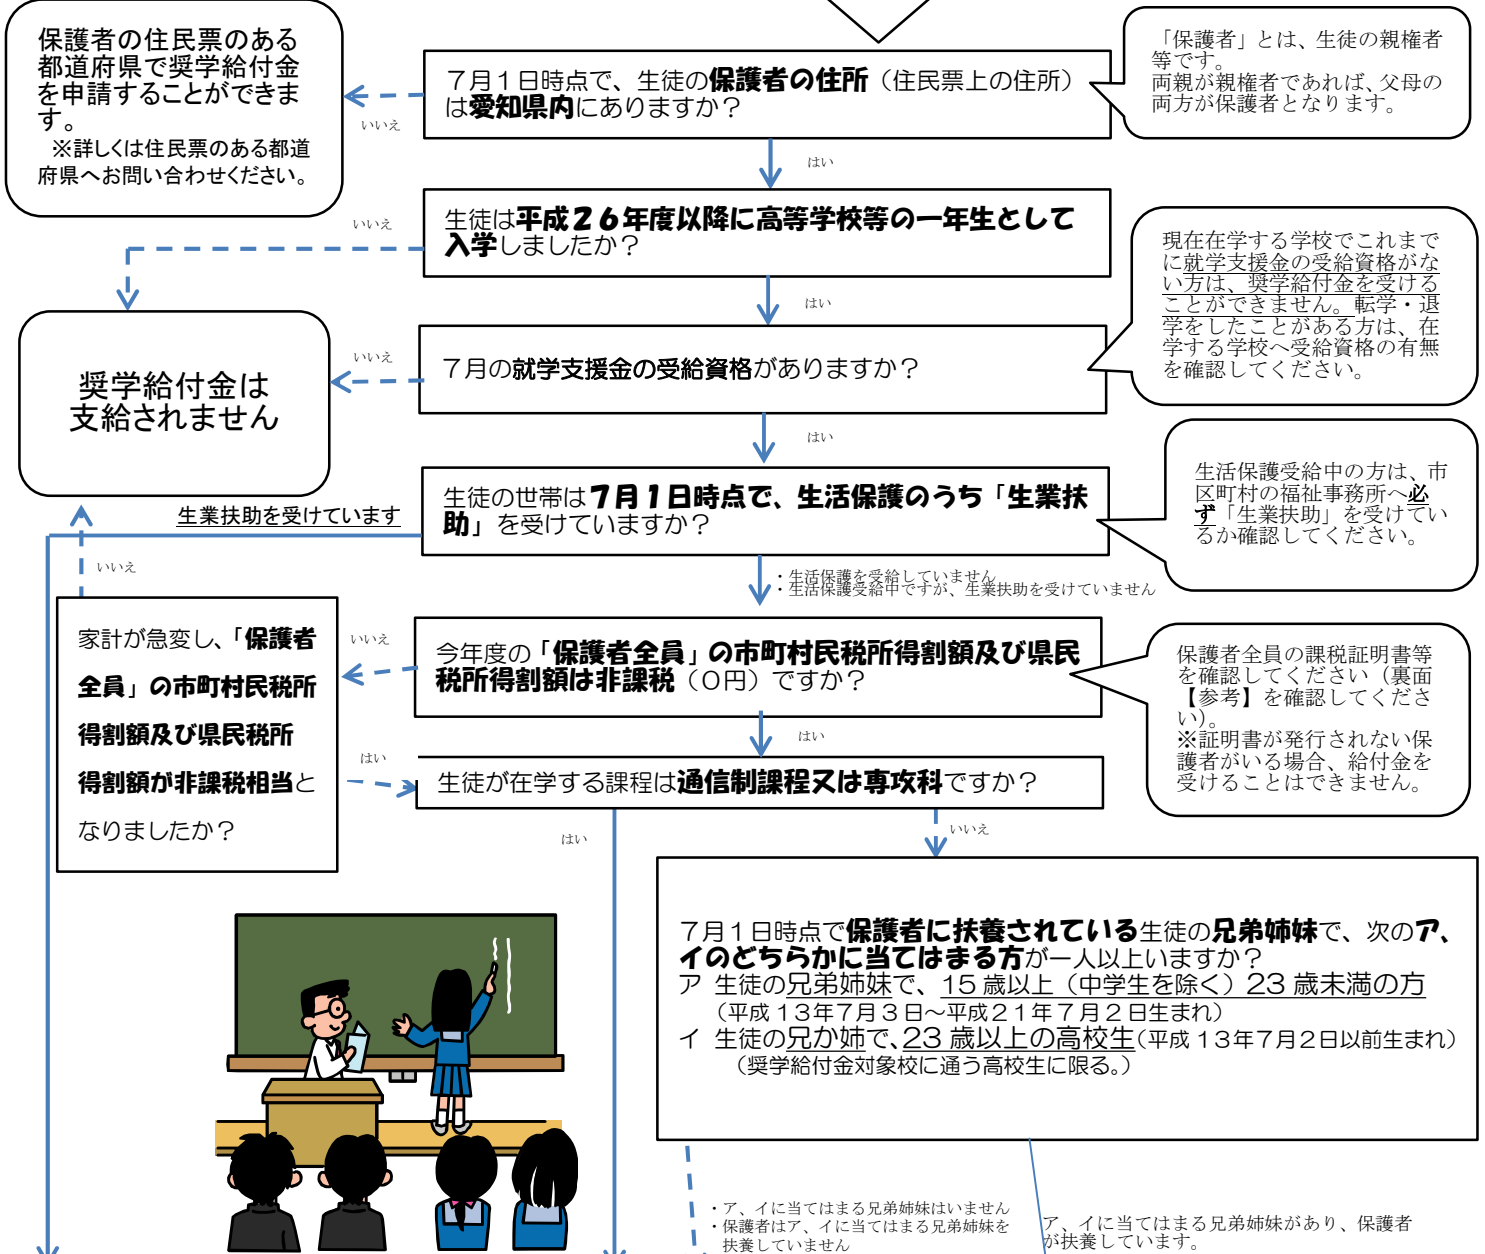 保護者の住民票のある
都道府県で奨学給付金
を申請することができま
す。
※詳しくは住民票のある都道
府県へお問い合わせください。
7月1日時点で、生徒の保護者の住所（住民票上の住所）
は愛知県内にありますか？
「保護者」とは、生徒の親権者
等です。
両親が親権者であれば、父母の
両方が保護者となります。
いいえ
はい
生徒は平成２６年度以降に高等学校等の一年生として
入学しましたか？
いいえ
はい
現在在学する学校でこれまで
に就学支援金の受給資格がな
い方は、奨学給付金を受ける
ことができません。転学・退
学をしたことがある方は、在
学する学校へ受給資格の有無
を確認してください。
奨学給付金は
支給されません
いいえ
7月の就学支援金の受給資格がありますか？
はい
生徒の世帯は７月１日時点で、生活保護のうち「生業扶
助」を受けていますか？
生業扶助を受けています
生活保護受給中の方は、市
区町村の福祉事務所へ必
ず「生業扶助」を受けてい
るか確認してください。
いいえ
・生活保護を受給していません
・生活保護受給中ですが、生業扶助を受けていません
家計が急変し、「保護者
全員」の市町村民税所
得割額及び県民税所
得割額が非課税相当と
なりましたか？
いいえ
今年度の「保護者全員」の市町村民税所得割額及び県民
税所得割額は非課税（0円）ですか？
保護者全員の課税証明書等
を確認してください（裏面
【参考】を確認してくださ
い)。
※証明書が発行されない保
護者がいる場合、給付金を
受けることはできません。
はい
はい
生徒が在学する課程は通信制課程又は専攻科ですか？
はい
いいえ
7月1日時点で保護者に扶養されている生徒の兄弟姉妹で、次のア、
イのどちらかに当てはまる方が一人以上いますか？
ア 生徒の兄弟姉妹で、15歳以上（中学生を除く）23歳未満の方
（平成13年7月3日～平成21年7月2日生まれ）
イ 生徒の兄か姉で、23歳以上の高校生(平成13年7月2日以前生まれ）
（奨学給付金対象校に通う高校生に限る。）
・ア、イに当てはまる兄弟姉妹はいません
・保護者はア、イに当てはまる兄弟姉妹を
扶養していません
ア、イに当てはまる兄弟姉妹があり、保護者
が扶養しています。